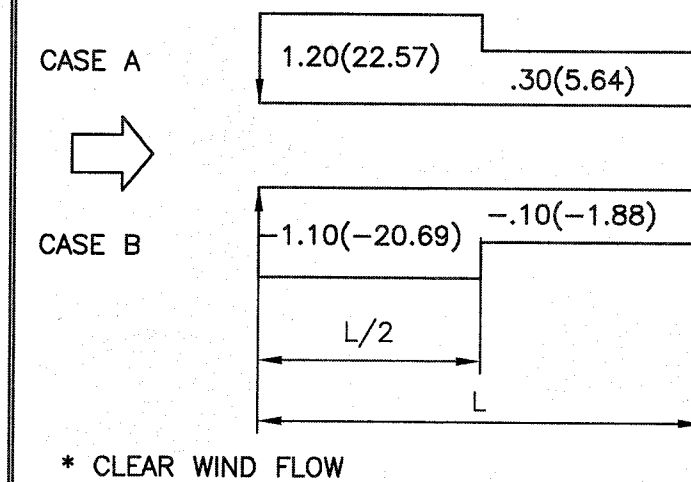 CASE A
1.20(22.57)
.30(5.64)
CASE B
-1.10(-20.69)
-.10(-1.88)
L/2
L
* CLEAR WIND FLOW